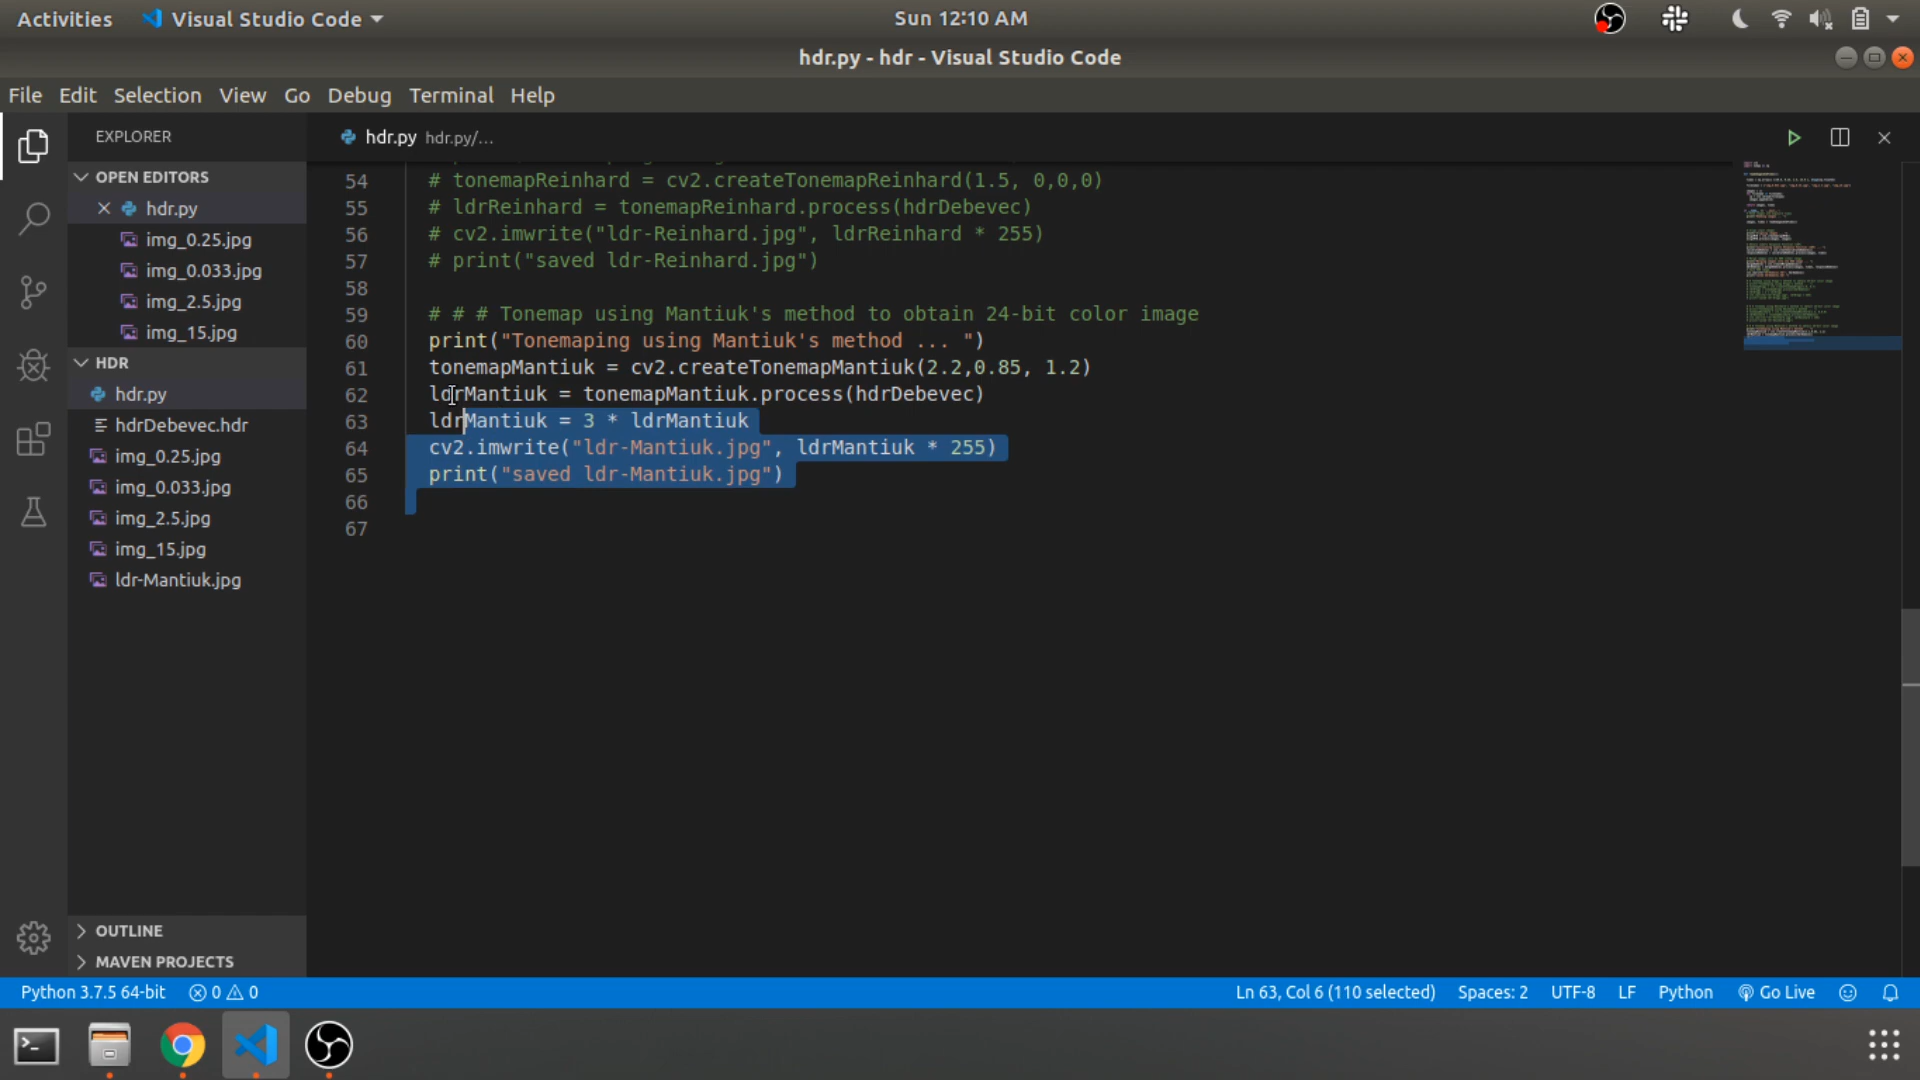 Activities Visual Studio Code Sun 12:10 AM
hdr.py - hdr - Visual Studio Code
File Edit Selection View Go Debug Terminal Help
EXPLORER
OPEN EDITORS
hdr.py
img_0.25.jpg
img_0.033.jpg
img_2.5.jpg
img_15.jpg
HDR
hdr.py
hdrDebevec.hdr
img_0.25.jpg
img_0.033.jpg
img_2.5.jpg
img_15.jpg
ldr-Mantiuk.jpg
OUTLINE
MAVEN PROJECTS
hdr.py hdr.py/...
54 # tonemapReinhard = cv2.createTonemapReinhard(1.5, 0,0,0)
55 # ldrReinhard = tonemapReinhard.process(hdrDebevec)
56 # cv2.imwrite("ldr-Reinhard.jpg", ldrReinhard * 255)
57 # print("saved ldr-Reinhard.jpg")
58
59 # # # Tonemap using Mantiuk's method to obtain 24-bit color image
60 print("Tonemaping using Mantiuk's method ... ")
61 tonemapMantiuk = cv2.createTonemapMantiuk(2.2,0.85, 1.2)
62 ldrMantiuk = tonemapMantiuk.process(hdrDebevec)
63 ldrMantiuk = 3 * ldrMantiuk
64 cv2.imwrite("ldr-Mantiuk.jpg", ldrMantiuk * 255)
65 print("saved ldr-Mantiuk.jpg")
66
67
Python 3.7.5 64-bit 0 0 Ln 63, Col 6 (110 selected) Spaces: 2 UTF-8 LF Python Go Live